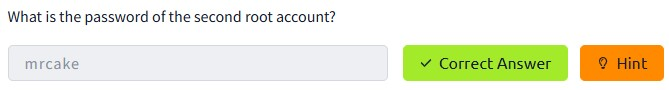 What is the password of the second root account?
mrcake Correct Answer Hint